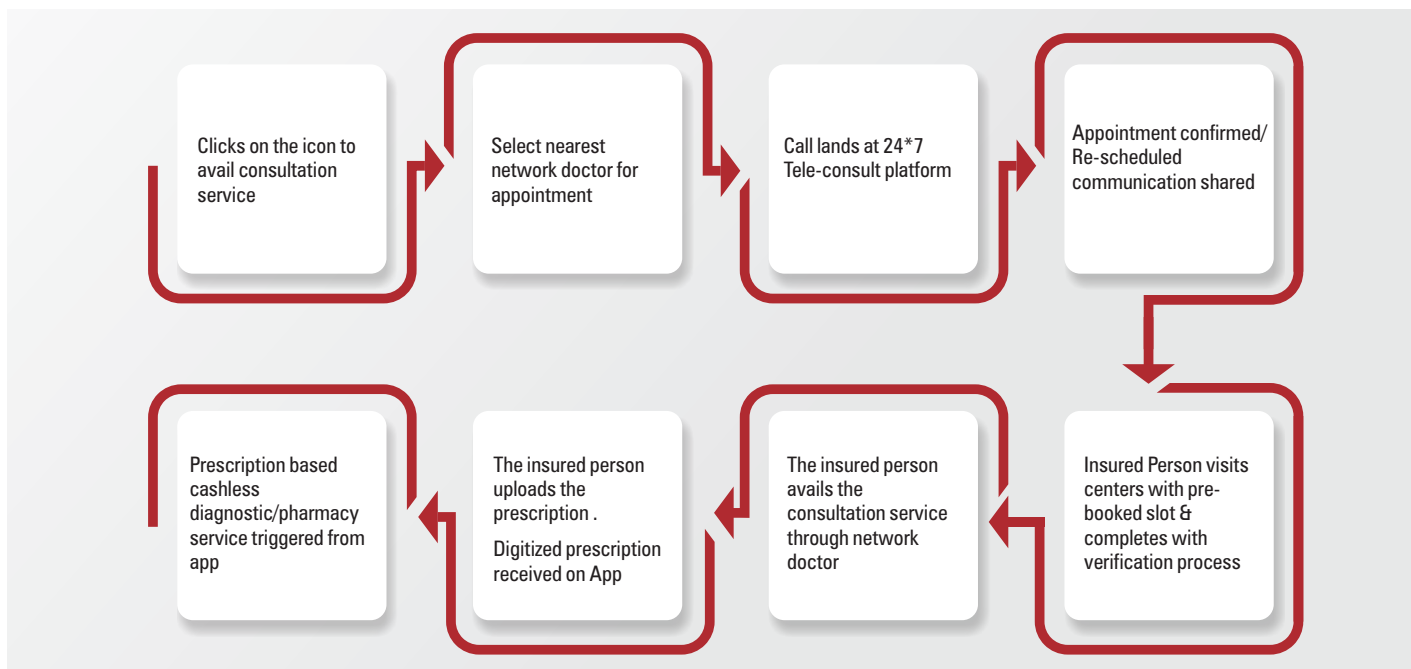 Clicks on the icon to
avail consultation
service
Select nearest
network doctor for
appointment
Call lands at 24*7
Tele-consult platform
Appointment confirmed/
Re-scheduled
communication shared
Insured Person visits
centers with pre-
booked slot &
completes with
verification process
The insured person
avails the
consultation service
through network
doctor
The insured person
uploads the
prescription .
Digitized prescription
received on App
Prescription based
cashless
diagnostic/pharmacy
service triggered from
app